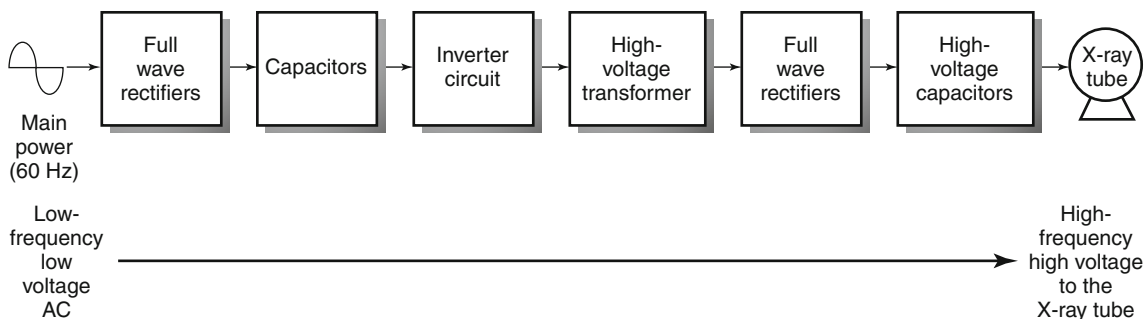 Full
wave
rectifiers
Capacitors
Inverter
circuit
High-
voltage
transformer
Full
wave
rectifiers
High-
voltage
capacitors
X-ray
tube
Main
power
(60 Hz)
Low-
frequency
low
voltage
AC
High-
frequency
high voltage
to the
X-ray tube